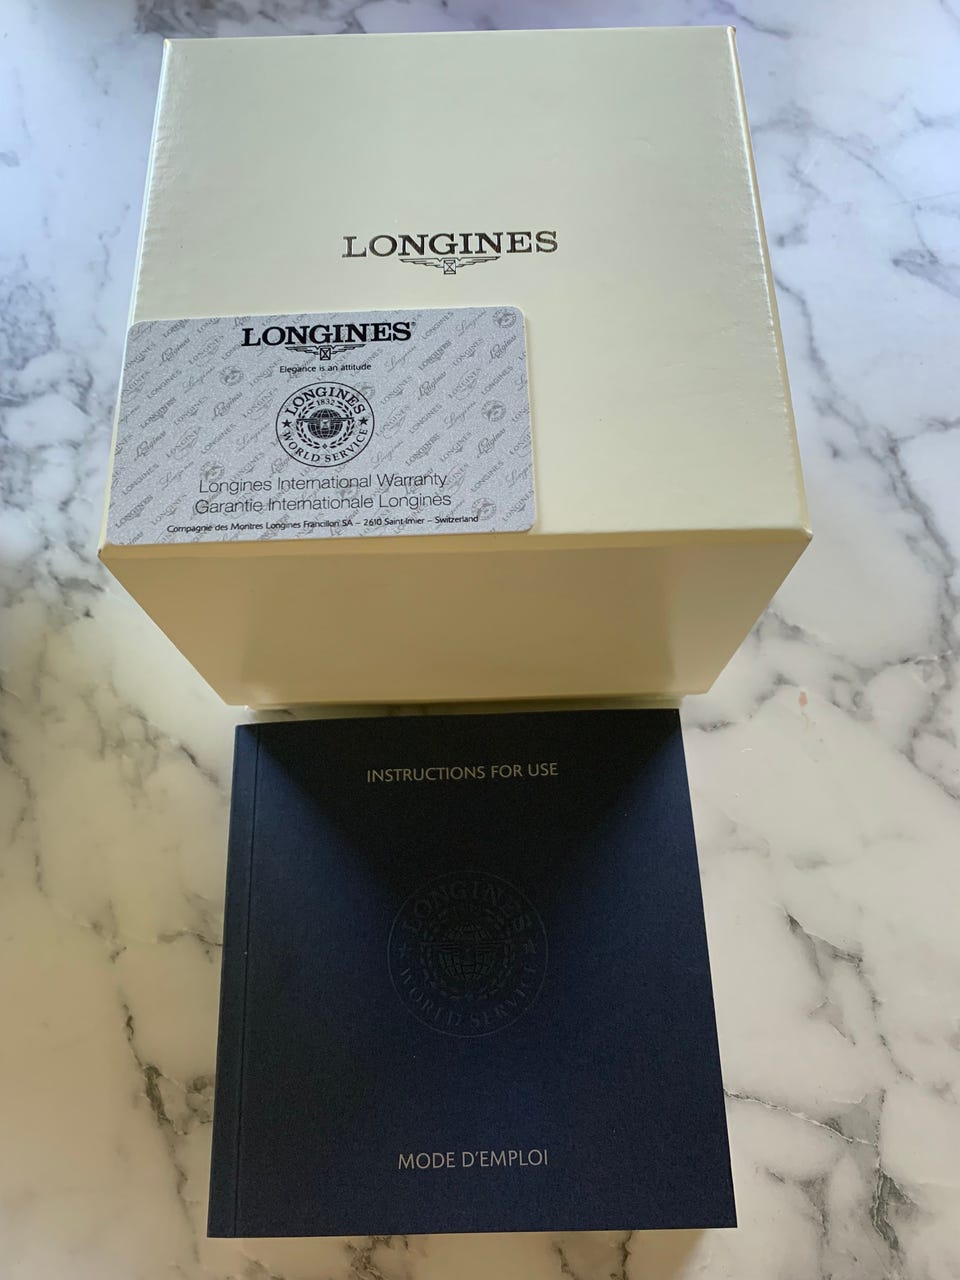 LONGINES
LONGINES®
Elegance is an attitude
LONGINES
1832
WORLD SERVICE
Longines International Warranty
Garantie Internationale Longines
Compagnie des Montres Longines Francillon SA – 2610 Saint-Imier – Switzerland
INSTRUCTIONS FOR USE
LONGINES
WORLD SERVICE
MODE D'EMPLOI